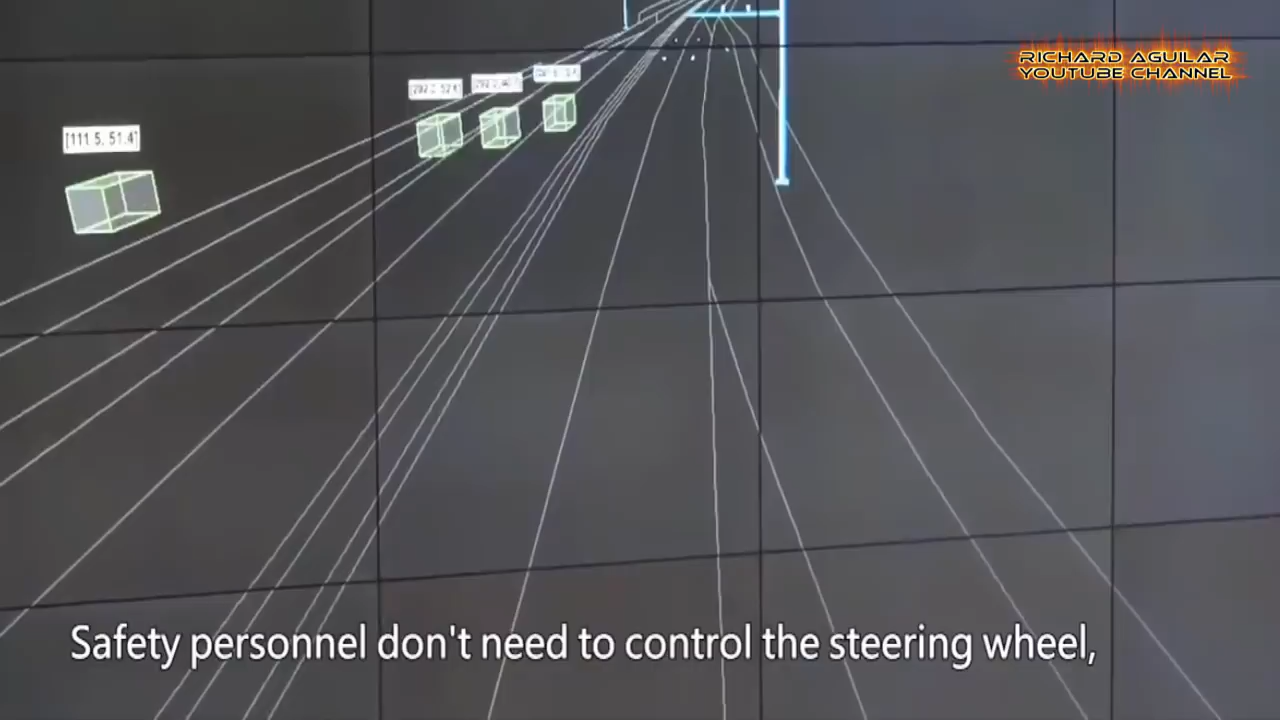 RICHARD AGUILAR
YOUTUBE CHANNEL
[111.5, 51.4]
Safety personnel don't need to control the steering wheel,